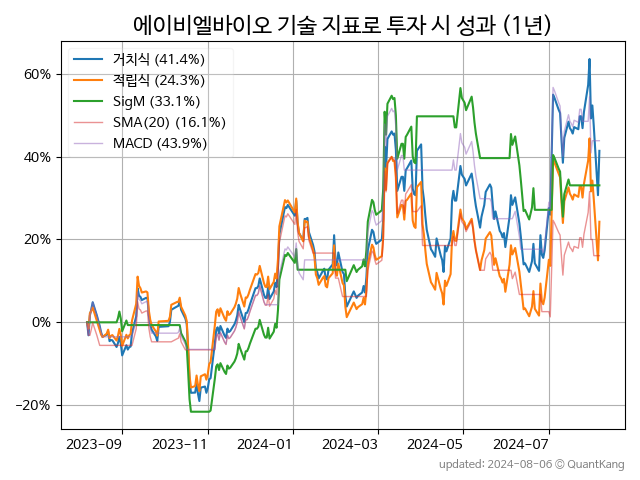 에이비엘바이오 기술 지표로 투자 시 성과 (1년)
거치식 (41.4%)
적립식 (24.3%)
SigM (33.1%)
SMA(20) (16.1%)
MACD (43.9%)
60%
40%
20%
0%
−20%
2023-09 2023-11 2024-01 2024-03 2024-05 2024-07
updated: 2024-08-06 © QuantKang